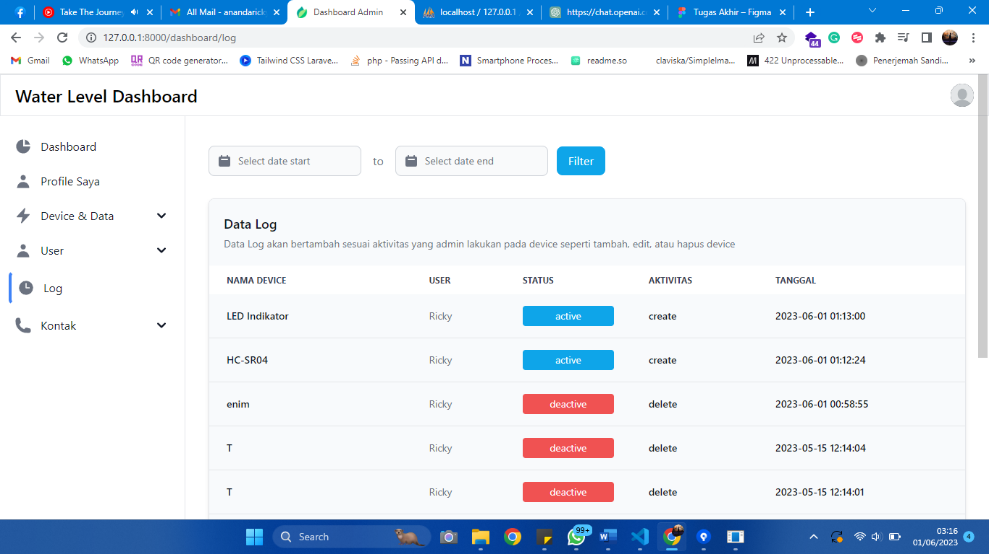 Take The Journe
All Mail - anandarick
Dashboard Admin
localhost / 127.0.0.1
https://chat.openai.c
Tugas Akhir – Figma
127.0.0.1:8000/dashboard/log
44
Gmail
WhatsApp
QR code generator...
Tailwind CSS Larave...
php - Passing API d...
Smartphone Proces...
readme.so
claviska/SimpleIma...
422 Unprocessable...
Penerjemah Sandi...
Water Level Dashboard
Dashboard
Profile Saya
Device & Data
User
Log
Kontak
Select date start
to
Select date end
Filter
Data Log
Data Log akan bertambah sesuai aktivitas yang admin lakukan pada device seperti tambah, edit, atau hapus device
NAMA DEVICE USER STATUS AKTIVITAS TANGGAL
LED Indikator Ricky active create 2023-06-01 01:13:00
HC-SR04 Ricky active create 2023-06-01 01:12:24
enim Ricky deactive delete 2023-06-01 00:58:55
T Ricky deactive delete 2023-05-15 12:14:04
T Ricky deactive delete 2023-05-15 12:14:01
Search
99+
03:16
01/06/2023
4